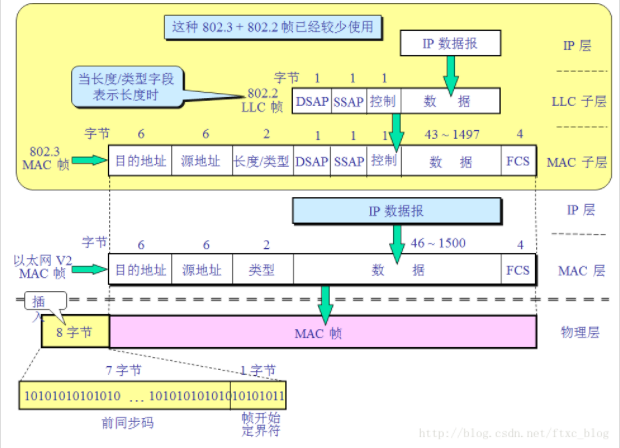 这种 802.3 + 802.2 帧已经较少使用
IP 数据报
IP 层
当长度/类型字段
表示长度时
字节 1 1 1
802.2
LLC 帧
DSAP SSAP 控制 数 据
LLC 子层
字节 6 6 2 1 1 1 43 ~ 1497 4
802.3
MAC 帧
目的地址 源地址 长度/类型 DSAP SSAP 控制 数 据 FCS
MAC 子层
IP 数据报
IP 层
字节 6 6 2 46 ~ 1500 4
以太网 V2
MAC 帧
目的地址 源地址 类型 数 据 FCS
MAC 层
插
入
8 字节
MAC 帧
物理层
7 字节 1 字节
10101010101010 … 10101010101010101011
前同步码
帧开始
定界符
http://blog.csdn.net/ftxc_blog